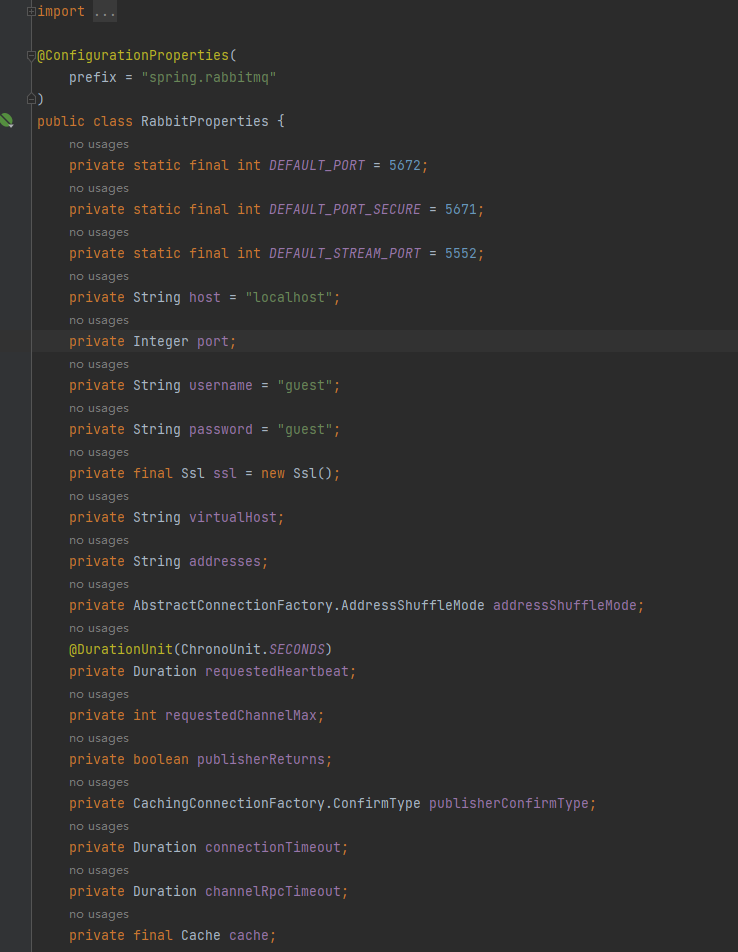 import ...
@ConfigurationProperties(
prefix = "spring.rabbitmq"
)
public class RabbitProperties {
no usages
private static final int DEFAULT_PORT = 5672;
no usages
private static final int DEFAULT_PORT_SECURE = 5671;
no usages
private static final int DEFAULT_STREAM_PORT = 5552;
no usages
private String host = "localhost";
no usages
private Integer port;
no usages
private String username = "guest";
no usages
private String password = "guest";
no usages
private final Ssl ssl = new Ssl();
no usages
private String virtualHost;
no usages
private String addresses;
no usages
private AbstractConnectionFactory.AddressShuffleMode addressShuffleMode;
no usages
@DurationUnit(ChronoUnit.SECONDS)
private Duration requestedHeartbeat;
no usages
private int requestedChannelMax;
no usages
private boolean publisherReturns;
no usages
private CachingConnectionFactory.ConfirmType publisherConfirmType;
no usages
private Duration connectionTimeout;
no usages
private Duration channelRpcTimeout;
no usages
private final Cache cache;